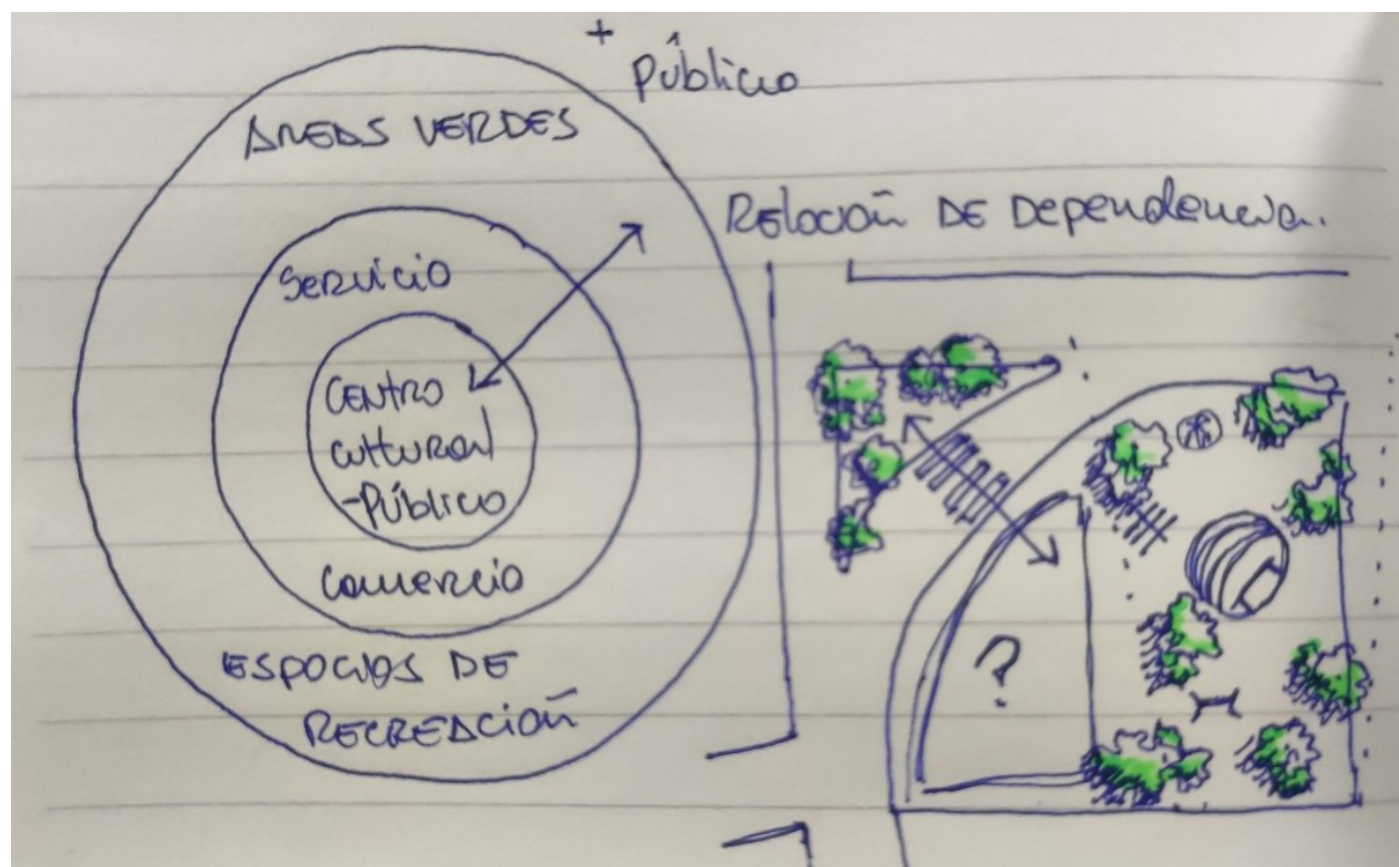 +
Público
AREAS VERDES
Relación DE Dependencia.
Servicio
CENTRO
Cultural
-Público
Comercio
ESPACIOS DE
RECREACIÓN
?